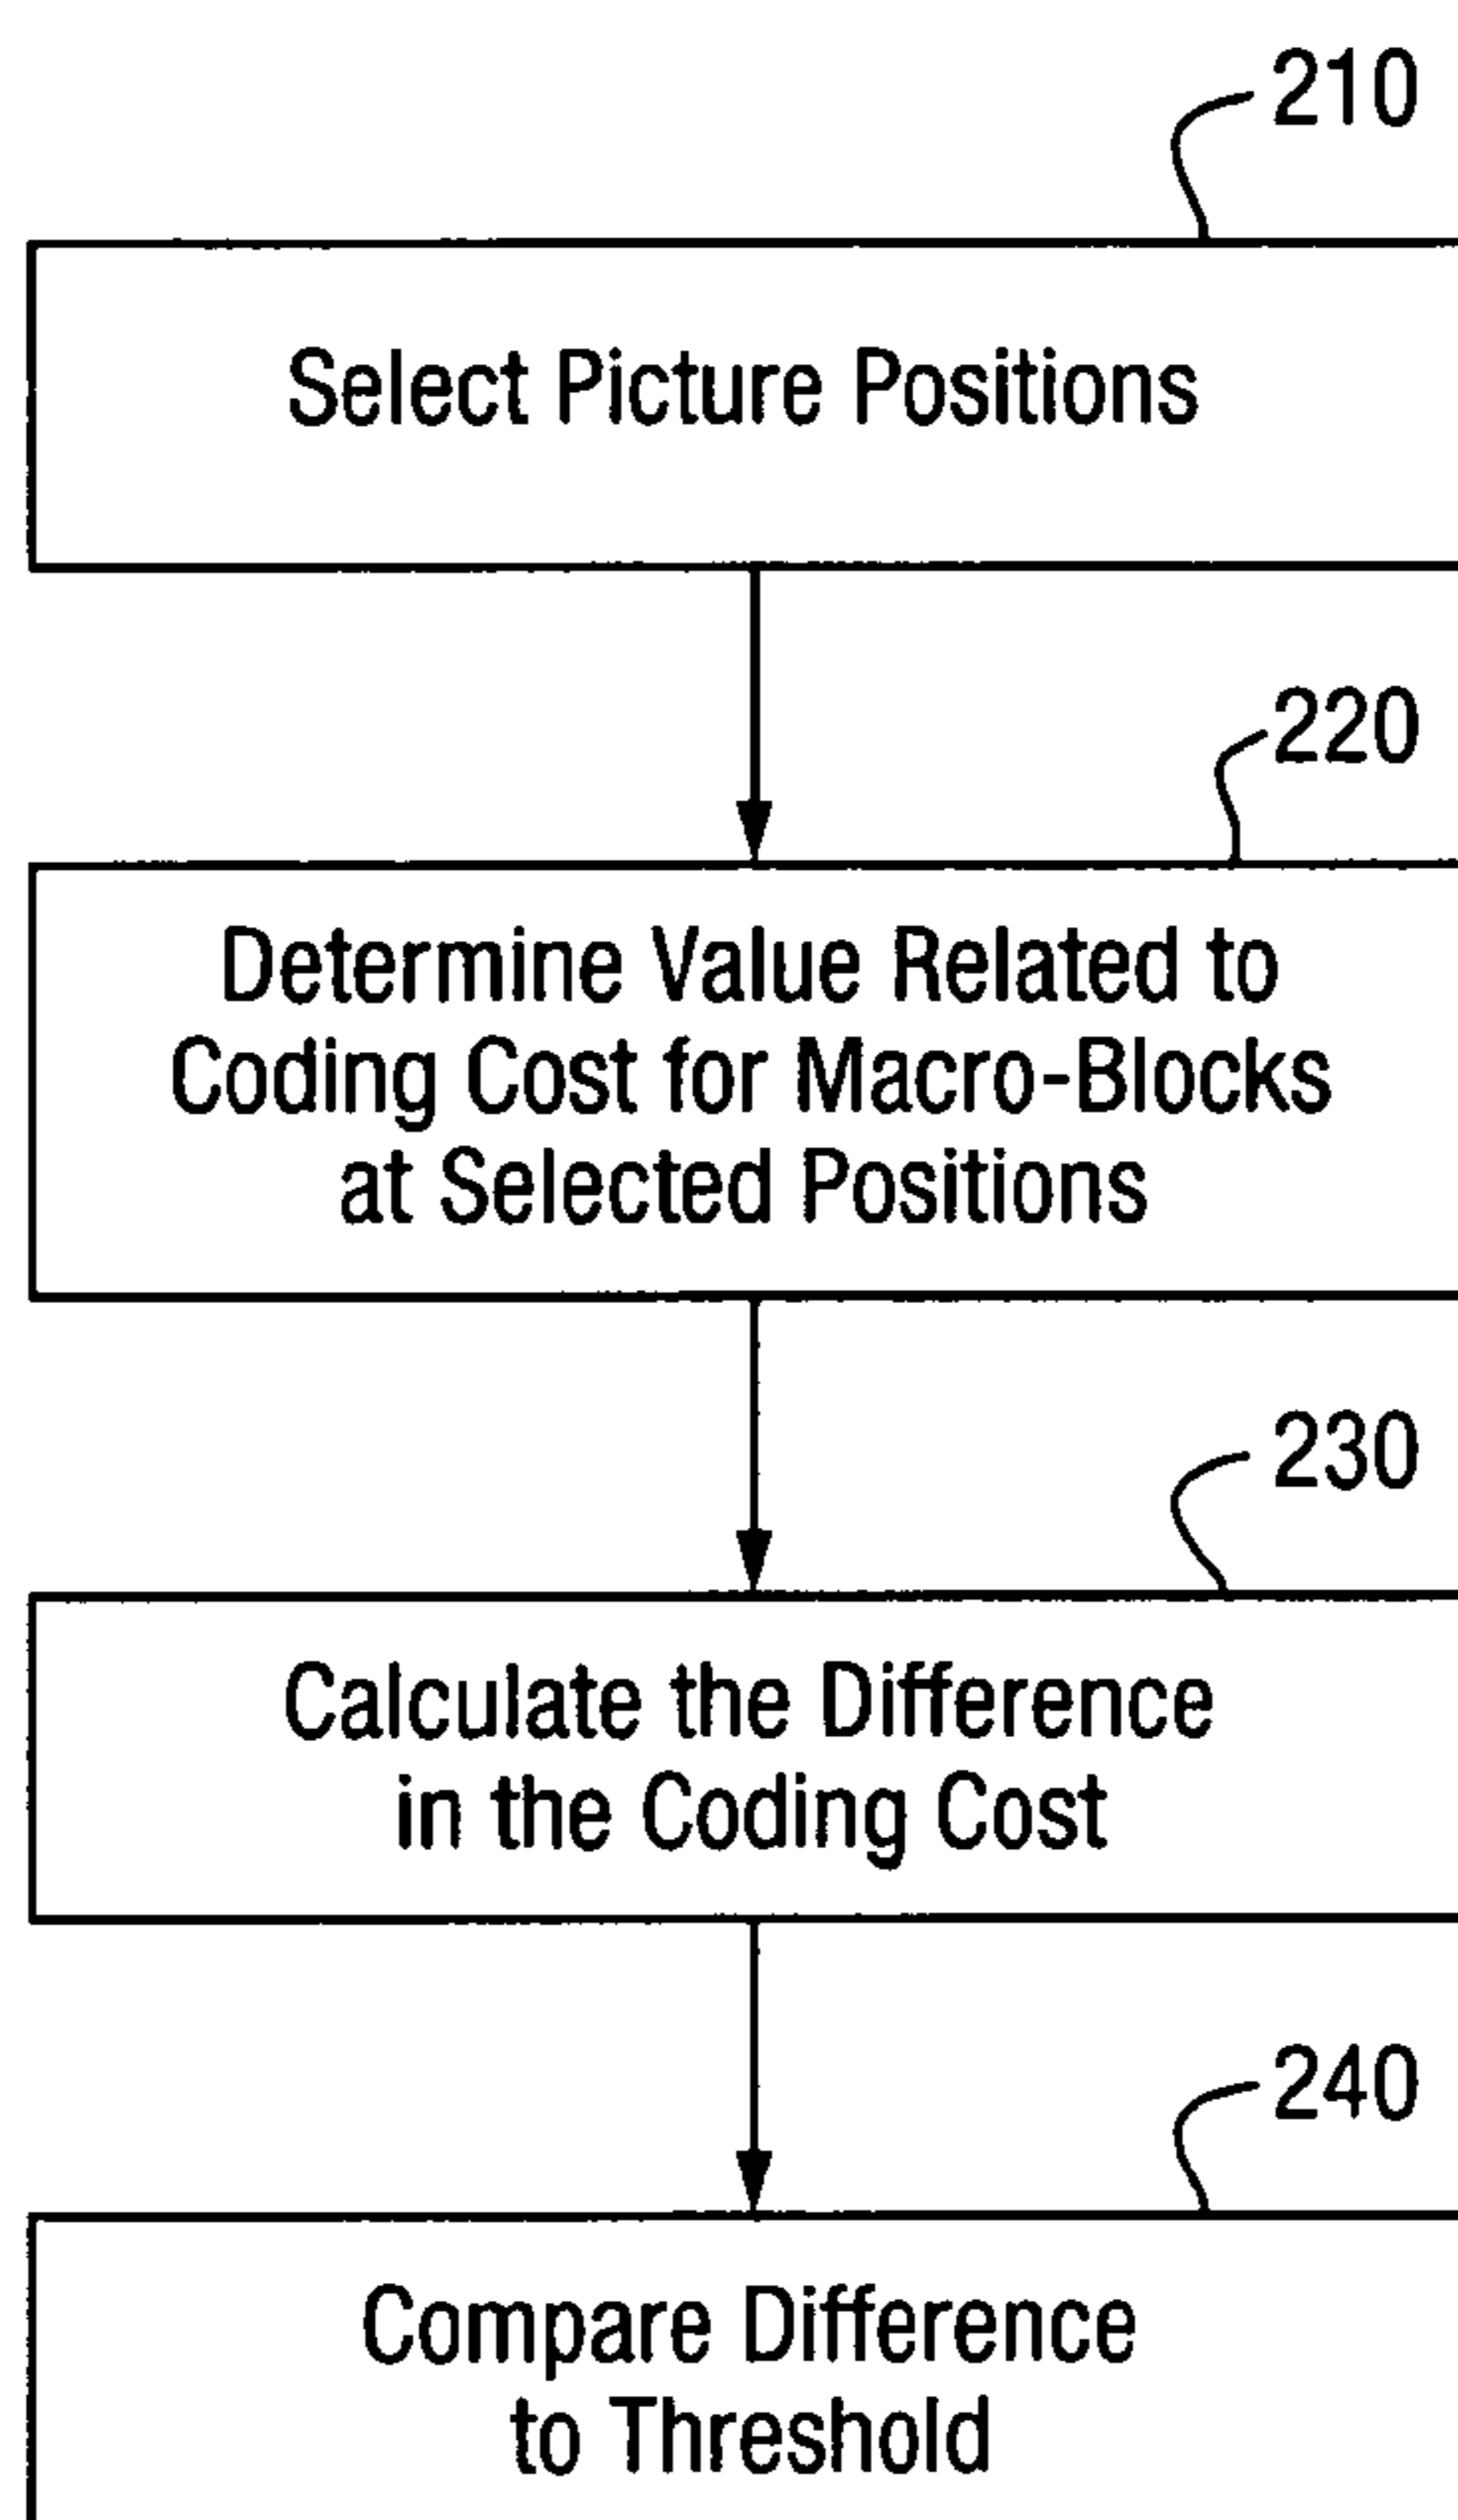 210
Select Picture Positions
220
Determine Value Related to
Coding Cost for Macro-Blocks
at Selected Positions
230
Calculate the Difference
in the Coding Cost
240
Compare Difference
to Threshold